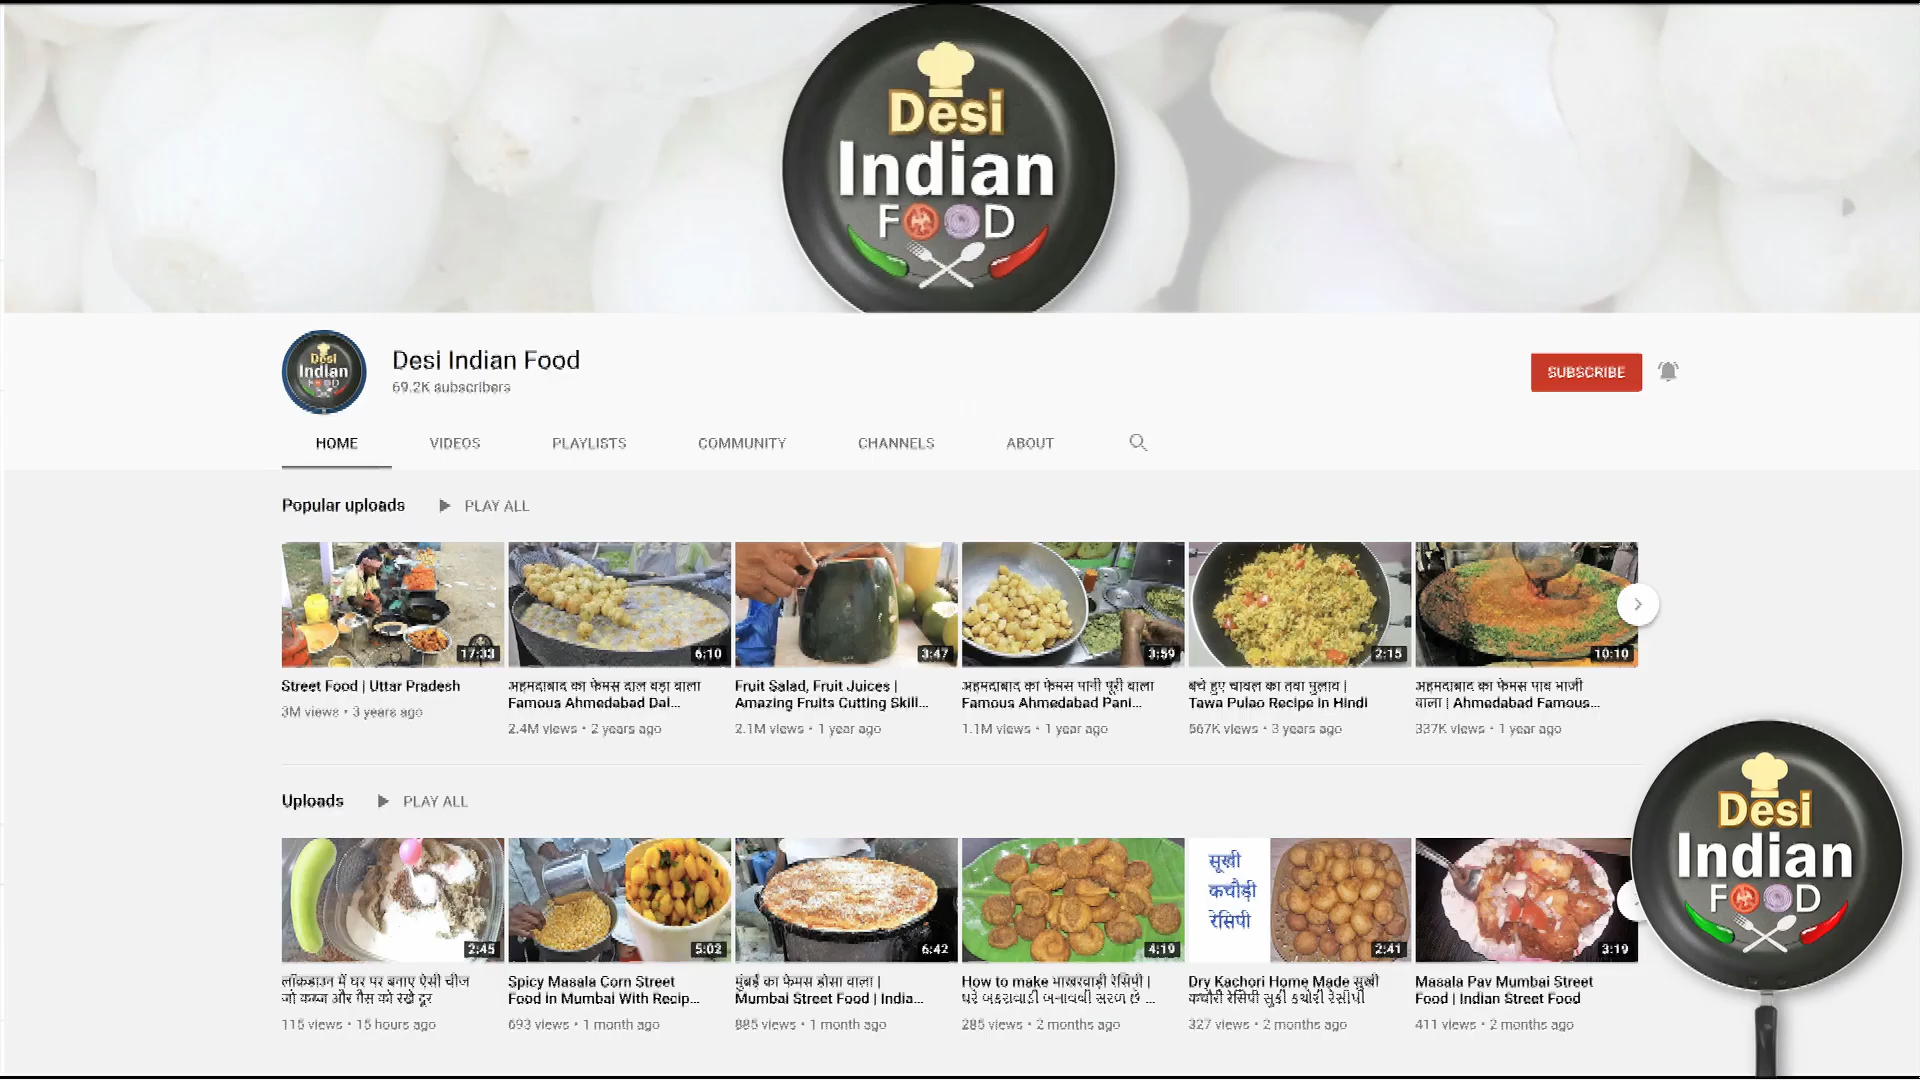 Desi
Indian
FOOD
Desi
Indian
FOOD
Desi Indian Food
69.2K subscribers
SUBSCRIBE
HOME VIDEOS PLAYLISTS COMMUNITY CHANNELS ABOUT
Popular uploads PLAY ALL
17:33 6:10 3:47 3:59 2:15 10:10
Street Food | Uttar Pradesh
3M views • 3 years ago
अहमदाबाद का फेमस दाल वड़ा वाला
Famous Ahmedabad Dal...
2.4M views • 2 years ago
Fruit Salad, Fruit Juices |
Amazing Fruits Cutting Skill...
2.1M views • 1 year ago
अहमदाबाद का फेमस पानी पूरी वाला
Famous Ahmedabad Pani...
1.1M views • 1 year ago
बचे हुए चावल का तवा पुलाव |
Tawa Pulao Recipe in Hindi
567K views • 3 years ago
अहमदाबाद का फेमस पाव भाजी
वाला | Ahmedabad Famous...
337K views • 1 year ago
Uploads PLAY ALL
2:45 5:02 6:42 4:19 2:41 3:19
सूखी
कचौड़ी
रेसिपी
लॉकडाउन में घर पर बनाए ऐसी चीज
जो कब्ज और गैस को रखे दूर
115 views • 15 hours ago
Spicy Masala Corn Street
Food in Mumbai With Recip...
693 views • 1 month ago
मुंबई का फेमस डोसा वाला |
Mumbai Street Food | India...
885 views • 1 month ago
How to make भाखरवाड़ी रेसिपी |
ઘરે બકરાવાડી બનાવવી સરળ છે ...
285 views • 2 months ago
Dry Kachori Home Made सुखी
कचौरी रेसिपी સુકી કચોરી રેસીપી
327 views • 2 months ago
Masala Pav Mumbai Street
Food | Indian Street Food
411 views • 2 months ago
Desi
Indian
FOOD